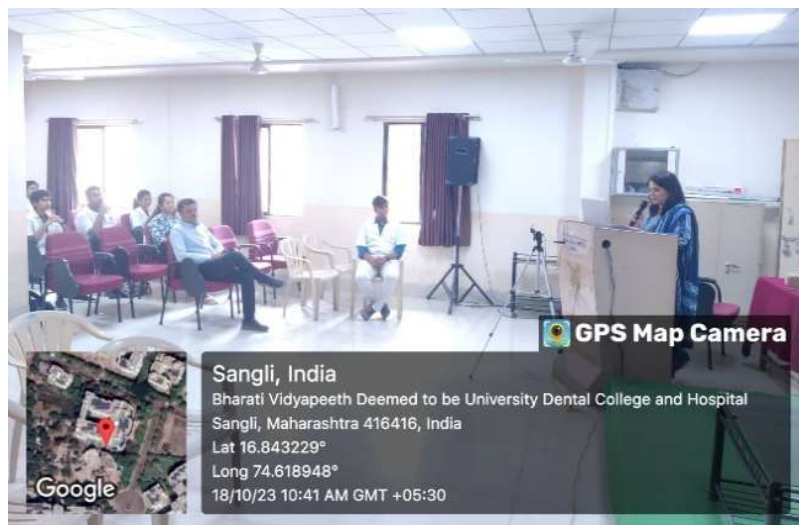 GPS Map Camera
Sangli, India
Bharati Vidyapeeth Deemed to be University Dental College and Hospital
Sangli, Maharashtra 416416, India
Lat 16.843229°
Long 74.618948°
18/10/23 10:41 AM GMT +05:30
Google